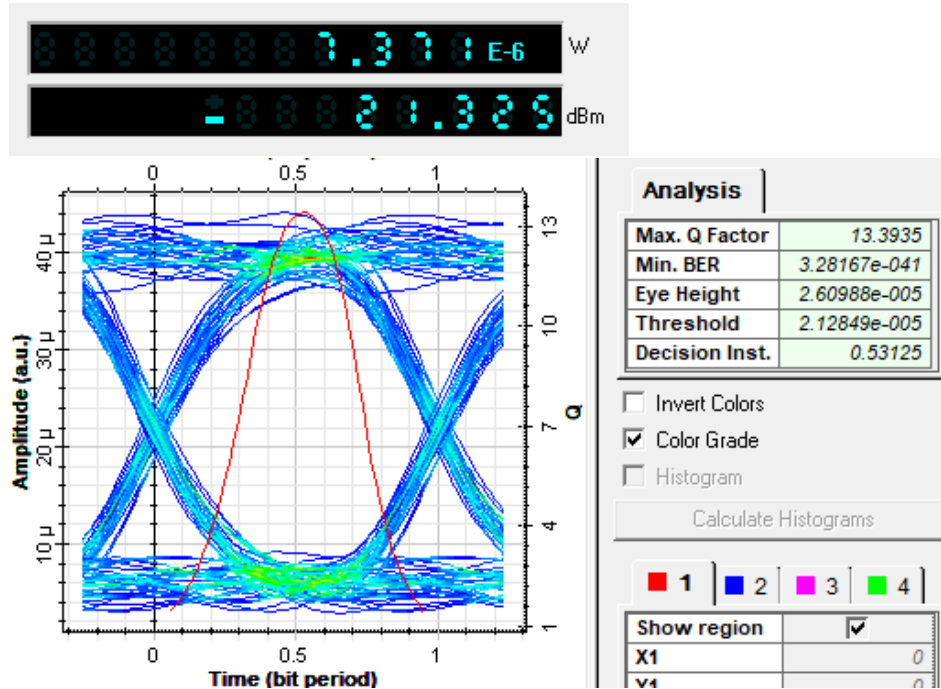 7.371 E-6 W
- 21.325 dBm
0 0.5 1
Amplitude (a.u.)
40 µ
30 µ
20 µ
10 µ
13
10
7
4
1
Q
0 0.5 1
Time (bit period)
Analysis
Max. Q Factor 13.3935
Min. BER 3.28167e-041
Eye Height 2.60988e-005
Threshold 2.12849e-005
Decision Inst. 0.53125
Invert Colors
Color Grade
Histogram
Calculate Histograms
1 2 3 4
Show region
X1 0
Y1 0